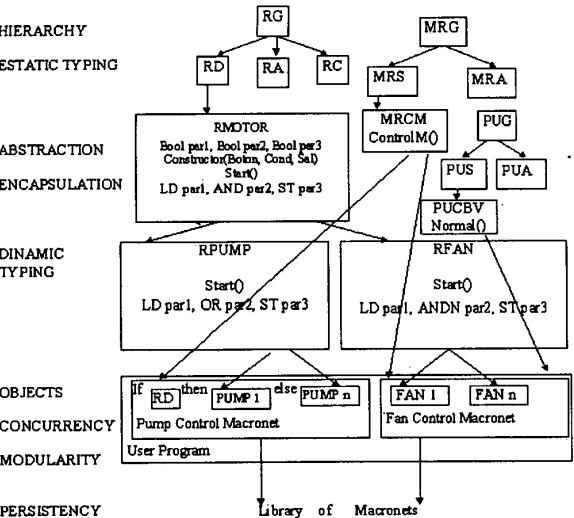 HIERARCHY
RG
MRG
ESTATIC TYPING
RD
RA
RC
MRS
MRA
RMOTOR
Bool par1, Bool par2, Bool par3
Constructor(Boton, Cond, Sal)
Start()
LD par1, AND par2, ST par3
MRCM
ControlM()
PUG
ABSTRACTION
ENCAPSULATION
PUS
PUA
PUCBV
Normal()
DINAMIC
TYPING
RPUMP
Start()
LD par1, OR par2, ST par3
RFAN
Start()
LD par1, ANDN par2, ST par3
OBJECTS
If RD then PUMP 1 else PUMP n
Pump Control Macronet
FAN 1
FAN n
Fan Control Macronet
CONCURRENCY
User Program
MODULARITY
PERSISTENCY
Library of Macronets